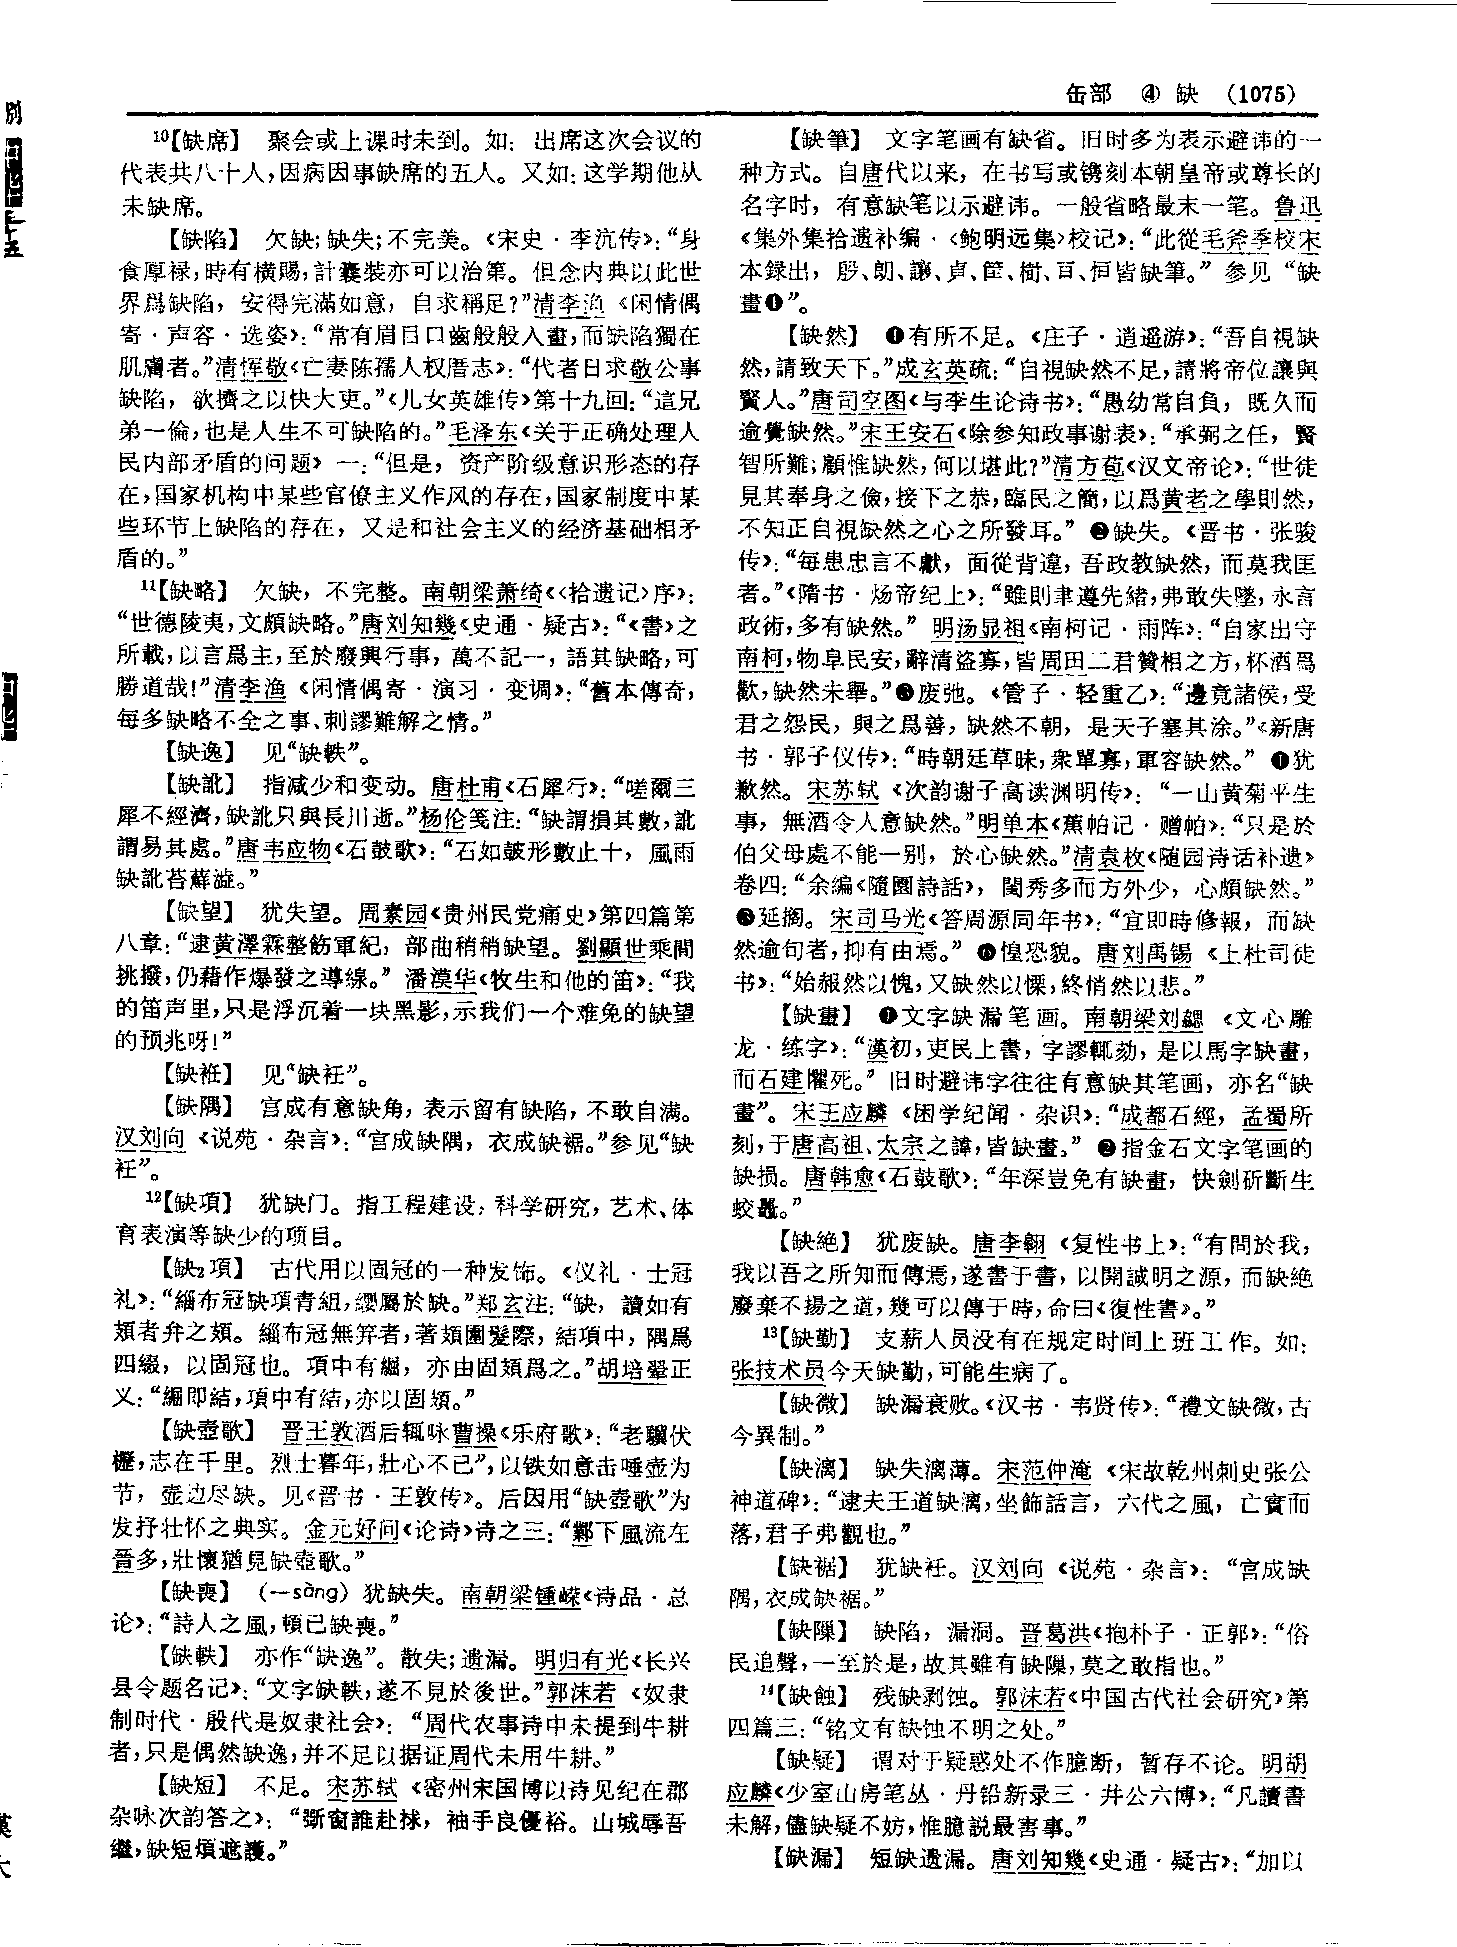 缶部 ④ 缺 (1075)
¹⁰【缺席】 聚会或上课时未到。如：出席这次会议的
代表共八十人，因病因事缺席的五人。又如：这学期他从
未缺席。
【缺陷】 欠缺；缺失；不完美。《宋史·李沆传》：“身
食厚禄，時有横賜，計囊装亦可以治第。但念内典以此世
界爲缺陷，安得完滿如意，自求稱足？”清李渔《闲情偶
寄·声容·选姿》：“常有眉目口齒般般入畫，而缺陷獨在
肌膚者。”清恽敬《亡妻陈孺人权厝志》：“代者日求敬公事
缺陷，欲擠之以快大吏。”《儿女英雄传》第十九回：“這兄
弟一倫，也是人生不可缺陷的。”毛泽东《关于正确处理人
民内部矛盾的问题》一：“但是，资产阶级意识形态的存
在，国家机构中某些官僚主义作风的存在，国家制度中某
些环节上缺陷的存在，又是和社会主义的经济基础相矛
盾的。”
¹¹【缺略】 欠缺，不完整。南朝梁萧绮《〈拾遗记〉序》：
“世德陵夷，文頗缺略。”唐刘知幾《史通·疑古》：“《書》之
所載，以言爲主，至於廢興行事，萬不記一，語其缺略，可
勝道哉！”清李渔《闲情偶寄·演习·变调》：“舊本傳奇，
每多缺略不全之事、刺謬難解之情。”
【缺逸】 见“缺軼”。
【缺訛】 指减少和变动。唐杜甫《石犀行》：“嗟爾三
犀不經濟，缺訛只與長川逝。”杨伦笺注：“缺謂損其數，訛
謂易其處。”唐韦应物《石鼓歌》：“石如皷形數止十，風雨
缺訛苔蘚澁。”
【缺望】 犹失望。周素园《贵州民党痛史》第四篇第
八章：“逮黄澤霖整飭軍紀，部曲稍稍缺望。劉顯世乘間
挑撥，仍藉作爆發之導線。”潘漠华《牧生和他的笛》：“我
的笛声里，只是浮沉着一块黑影，示我们一个难免的缺望
的预兆呀！”
【缺袵】 见“缺衽”。
【缺隅】 宫成有意缺角，表示留有缺陷，不敢自满。
汉刘向《说苑·杂言》：“宫成缺隅，衣成缺裾。”参见“缺
衽”。
¹²【缺項】 犹缺门。指工程建设，科学研究，艺术、体
育表演等缺少的项目。
【缺₂項】 古代用以固冠的一种发饰。《仪礼·士冠
礼》：“緇布冠缺項青組，纓屬於缺。”郑玄注：“缺，讀如有
頍者弁之頍。緇布冠無笄者，著頍圍髮際，結項中，隅爲
四綴，以固冠也。項中有䋿，亦由固頍爲之。”胡培翬正
义：“䋿即結，項中有結，亦以固頍。”
【缺壺歌】 晋王敦酒后辄咏曹操《乐府歌》：“老驥伏
櫪，志在千里。烈士暮年，壯心不已”，以铁如意击唾壶为
节，壶边尽缺。见《晋书·王敦传》。后因用“缺壺歌”为
发抒壮怀之典实。金元好问《论诗》诗之三：“鄴下風流在
晋多，壯懷猶見缺壺歌。”
【缺喪】 （—sàng）犹缺失。南朝梁锺嵘《诗品·总
论》：“詩人之風，頓已缺喪。”
【缺軼】 亦作“缺逸”。散失；遗漏。明归有光《长兴
县令题名记》：“文字缺軼，遂不見於後世。”郭沫若《奴隶
制时代·殷代是奴隶社会》：“周代农事诗中未提到牛耕
者，只是偶然缺逸，并不足以据证周代未用牛耕。”
【缺短】 不足。宋苏轼《密州宋国博以诗见纪在郡
杂咏次韵答之》：“斲窗誰赴捄，袖手良優裕。山城辱吾
繼，缺短煩遮護。”
【缺筆】 文字笔画有缺省。旧时多为表示避讳的一
种方式。自唐代以来，在书写或镌刻本朝皇帝或尊长的
名字时，有意缺笔以示避讳。一般省略最末一笔。鲁迅
《集外集拾遗补编·〈鲍明远集〉校记》：“此從毛斧季校宋
本録出，殷、朗、讓、貞、筐、樹、亘、恒皆缺筆。”参见“缺
畫❶”。
【缺然】 ❶有所不足。《庄子·逍遥游》：“吾自視缺
然，請致天下。”成玄英疏：“自視缺然不足，請將帝位讓與
賢人。”唐司空图《与李生论诗书》：“愚幼常自負，既久而
逾覺缺然。”宋王安石《除参知政事谢表》：“承弼之任，賢
智所難；顧惟缺然，何以堪此？”清方苞《汉文帝论》：“世徒
見其奉身之儉，接下之恭，臨民之簡，以爲黄老之學則然，
不知正自視缺然之心之所發耳。” ❷缺失。《晋书·张骏
传》：“每患忠言不獻，面從背違，吾政教缺然，而莫我匡
者。”《隋书·炀帝纪上》：“雖則聿遵先緒，弗敢失墜，永言
政術，多有缺然。”明汤显祖《南柯记·雨阵》：“自家出守
南柯，物阜民安，辭清盜寡，皆周田二君贊相之方，杯酒爲
歡，缺然未舉。”❸废弛。《管子·轻重乙》：“邊竟諸侯，受
君之怨民，與之爲善，缺然不朝，是天子塞其涂。”《新唐
书·郭子仪传》：“時朝廷草昧，衆單寡，軍容缺然。” ❹犹
歉然。宋苏轼《次韵谢子高读渊明传》：“一山黄菊平生
事，無酒令人意缺然。”明单本《蕉帕记·赠帕》：“只是於
伯父母處不能一别，於心缺然。”清袁枚《随园诗话补遗》
卷四：“余編《隨園詩話》，閨秀多而方外少，心頗缺然。”
❺延搁。宋司马光《答周源同年书》：“宜即時修報，而缺
然逾旬者，抑有由焉。” ❻惶恐貌。唐刘禹锡《上杜司徒
书》：“始赧然以愧，又缺然以慄，終悄然以悲。”
【缺畫】 ❶文字缺漏笔画。南朝梁刘勰《文心雕
龙·练字》：“漢初，吏民上書，字謬輒劾，是以馬字缺畫，
而石建懼死。”旧时避讳字往往有意缺其笔画，亦名“缺
畫”。宋王应麟《困学纪闻·杂识》：“成都石經，孟蜀所
刻，于唐高祖、太宗之諱，皆缺畫。” ❷指金石文字笔画的
缺损。唐韩愈《石鼓歌》：“年深豈免有缺畫，快劍斫斷生
蛟鼉。”
【缺絶】 犹废缺。唐李翱《复性书上》：“有問於我，
我以吾之所知而傳焉，遂書于書，以開誠明之源，而缺絶
廢棄不揚之道，幾可以傳于時，命曰《復性書》。”
¹³【缺勤】 支薪人员没有在规定时间上班工作。如：
张技术员今天缺勤，可能生病了。
【缺微】 缺漏衰败。《汉书·韦贤传》：“禮文缺微，古
今異制。”
【缺漓】 缺失漓薄。宋范仲淹《宋故乾州刺史张公
神道碑》：“逮夫王道缺漓，坐飾話言，六代之風，亡實而
落，君子弗觀也。”
【缺裾】 犹缺衽。汉刘向《说苑·杂言》：“宫成缺
隅，衣成缺裾。”
【缺隟】 缺陷，漏洞。晋葛洪《抱朴子·正郭》：“俗
民追聲，一至於是，故其雖有缺隟，莫之敢指也。”
¹⁴【缺蝕】 残缺剥蚀。郭沫若《中国古代社会研究》第
四篇三：“铭文有缺蚀不明之处。”
【缺疑】 谓对于疑惑处不作臆断，暂存不论。明胡
应麟《少室山房笔丛·丹铅新录三·井公六博》：“凡讀書
未解，儘缺疑不妨，惟臆説最害事。”
【缺漏】 短缺遗漏。唐刘知幾《史通·疑古》：“加以